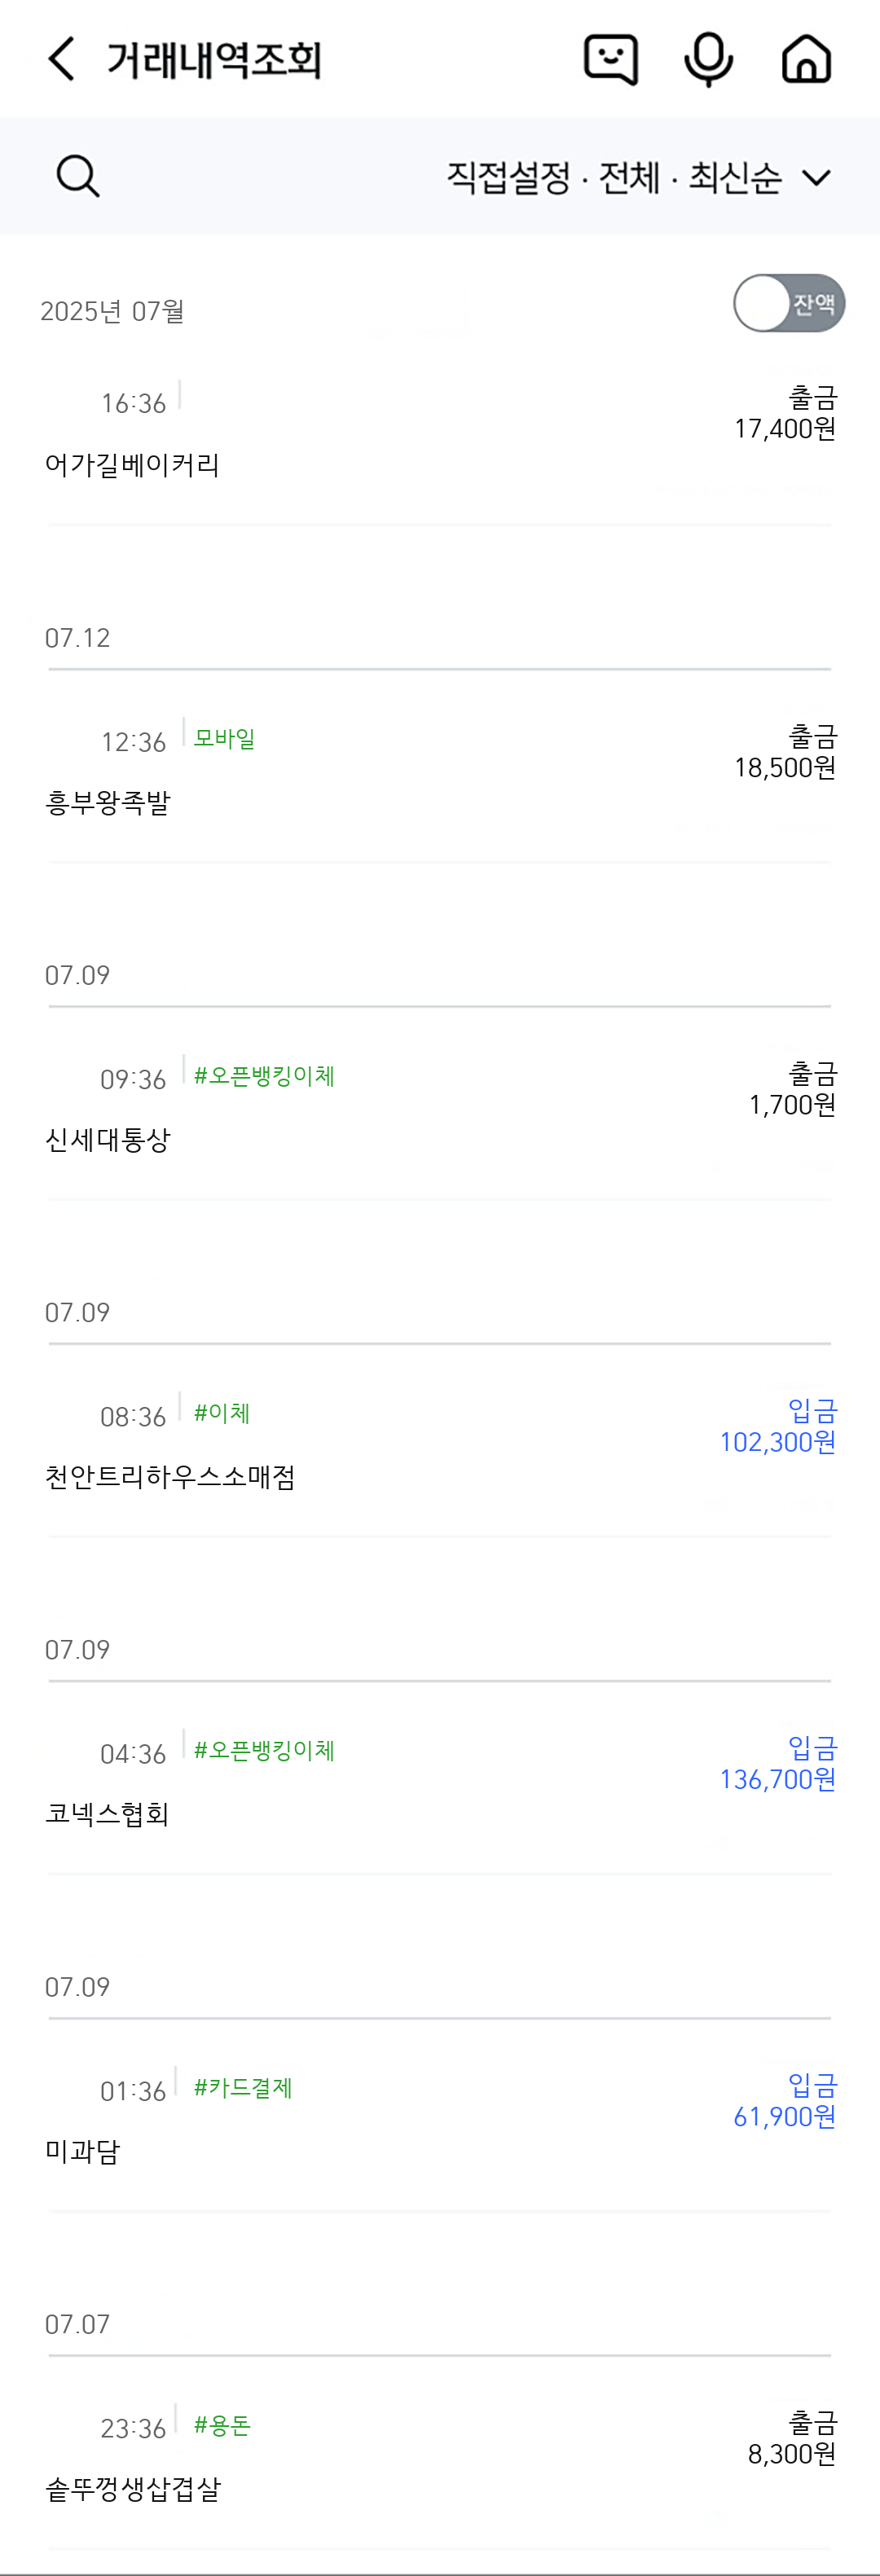 거래내역조회
직접설정 · 전체 · 최신순
2025년 07월
잔액
16:36
출금
17,400원
어가길베이커리
07.12
12:36 모바일
출금
18,500원
흥부왕족발
07.09
09:36 #오픈뱅킹이체
출금
1,700원
신세대통상
07.09
08:36 #이체
입금
102,300원
천안트리하우스소매점
07.09
04:36 #오픈뱅킹이체
입금
136,700원
코넥스협회
07.09
01:36 #카드결제
입금
61,900원
미과담
07.07
23:36 #용돈
출금
8,300원
솥뚜껑생삽겹살